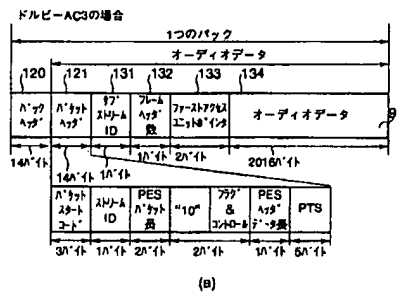 ドルビーAC3の場合
1つのパック
オーディオデータ
120 121 131 132 133 134
パック ヘッダ
パケット ヘッダ
サブ ストリーム ID
フレーム ヘッダ 数
ファーストアクセス ユニットポインタ
オーディオデータ
14バイト
14バイト
1バイト
1バイト
2バイト
2016バイト
パケット スタート コード
ストリーム ID
PES パケット 長
"10"
フラグ & コントロール
PES ヘッダ データ長
PTS
3バイト 1バイト 2バイト 2バイト 1バイト 5バイト
(B)